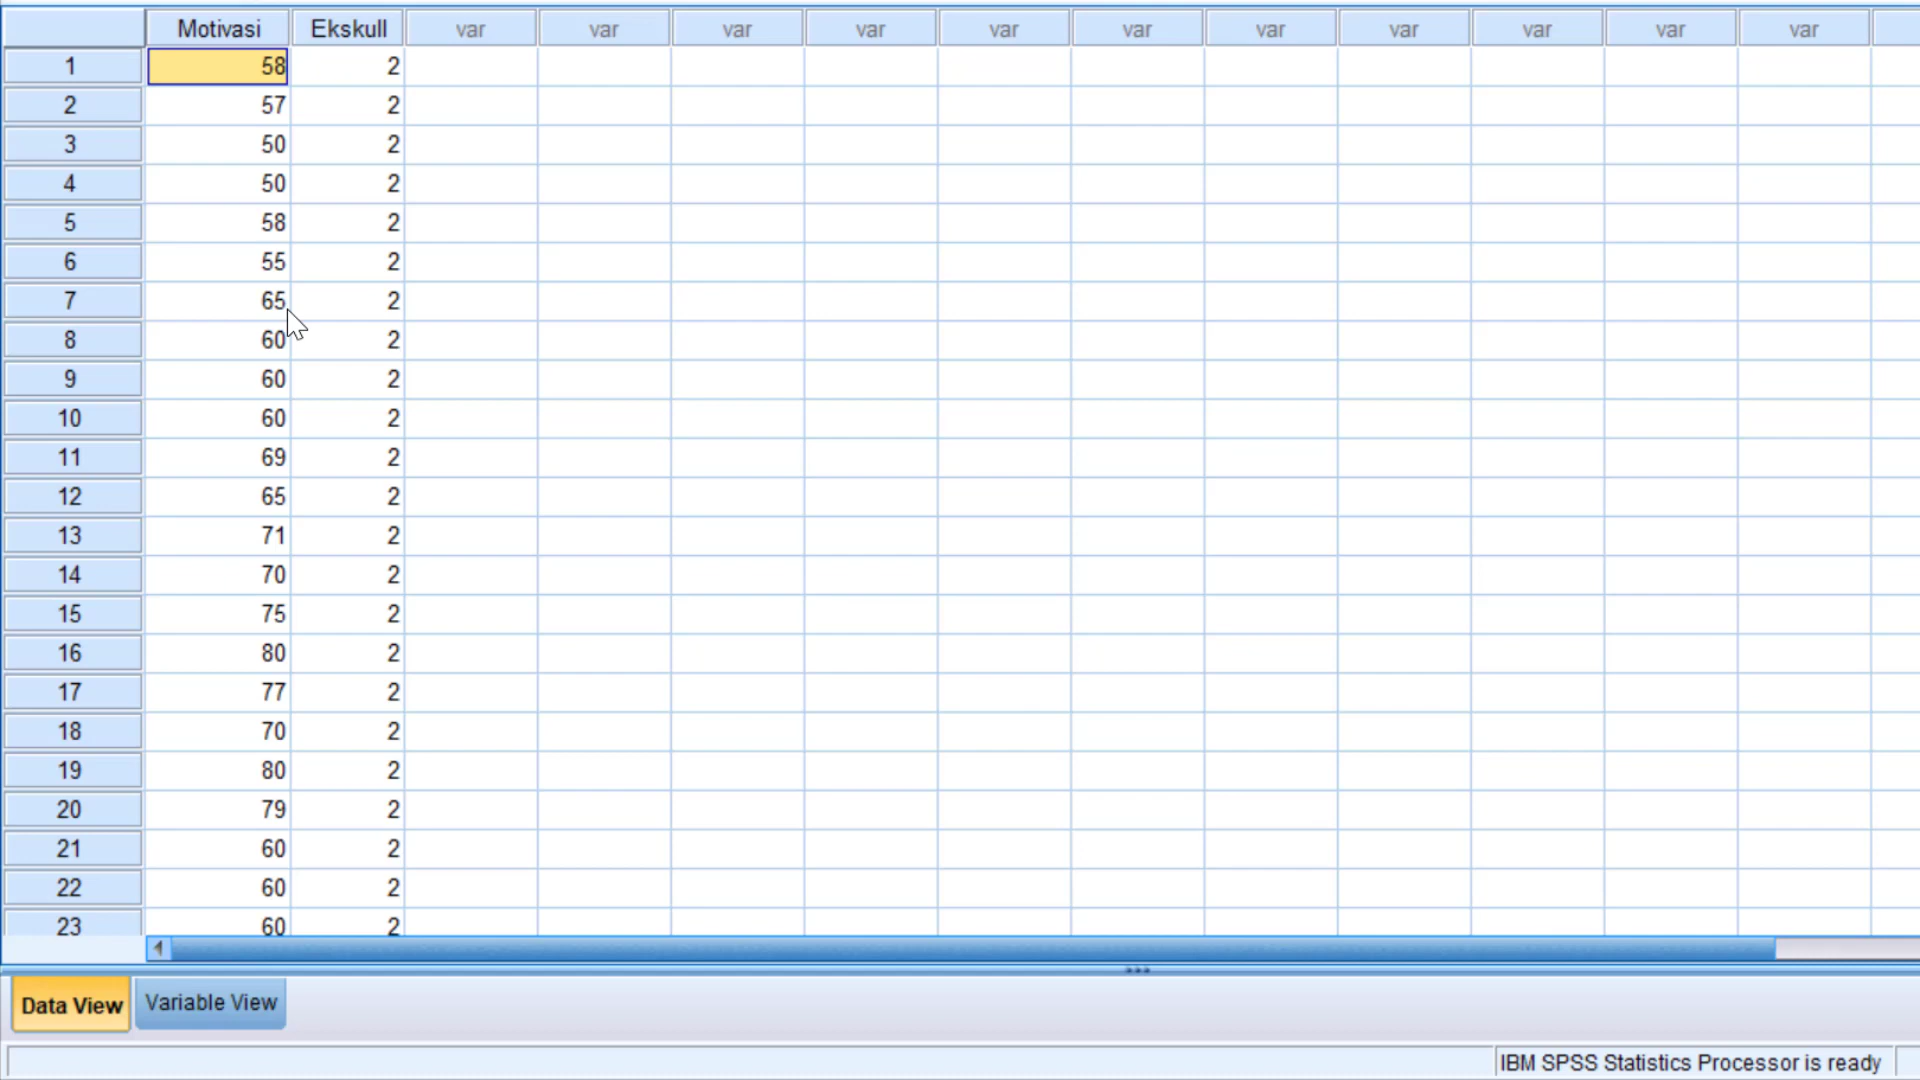 Motivasi Ekskull var var var var var var var var var var var
1 58 2
2 57 2
3 50 2
4 50 2
5 58 2
6 55 2
7 65 2
8 60 2
9 60 2
10 60 2
11 69 2
12 65 2
13 71 2
14 70 2
15 75 2
16 80 2
17 77 2
18 70 2
19 80 2
20 79 2
21 60 2
22 60 2
23 60 2
Data View Variable View
IBM SPSS Statistics Processor is ready